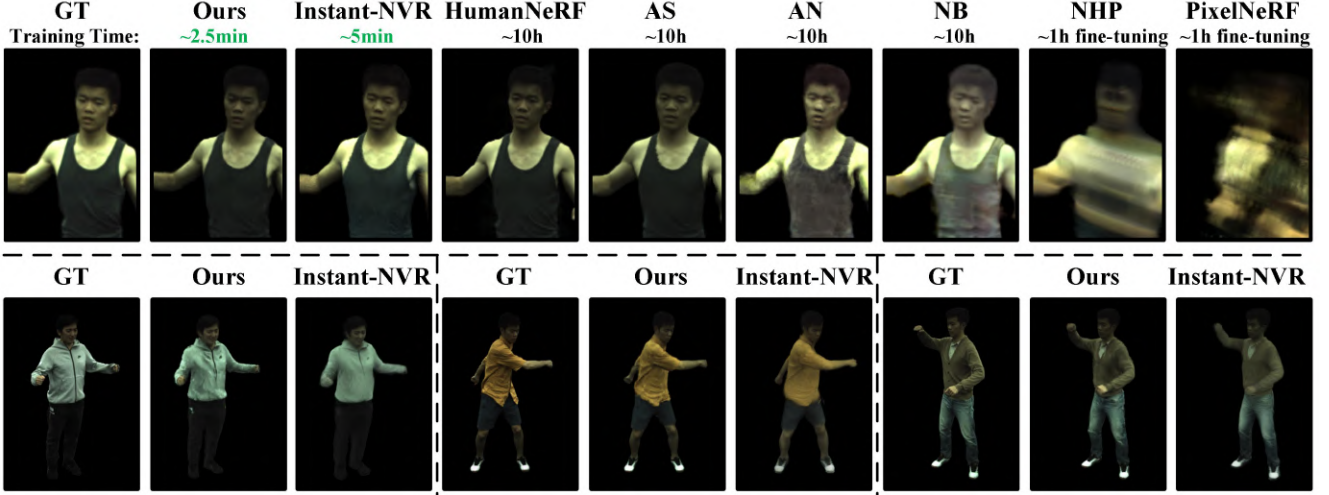 GT Ours Instant-NVR HumanNeRF AS AN NB NHP PixelNeRF
Training Time: ~2.5min ~5min ~10h ~10h ~10h ~10h ~1h fine-tuning ~1h fine-tuning
GT Ours Instant-NVR GT Ours Instant-NVR GT Ours Instant-NVR